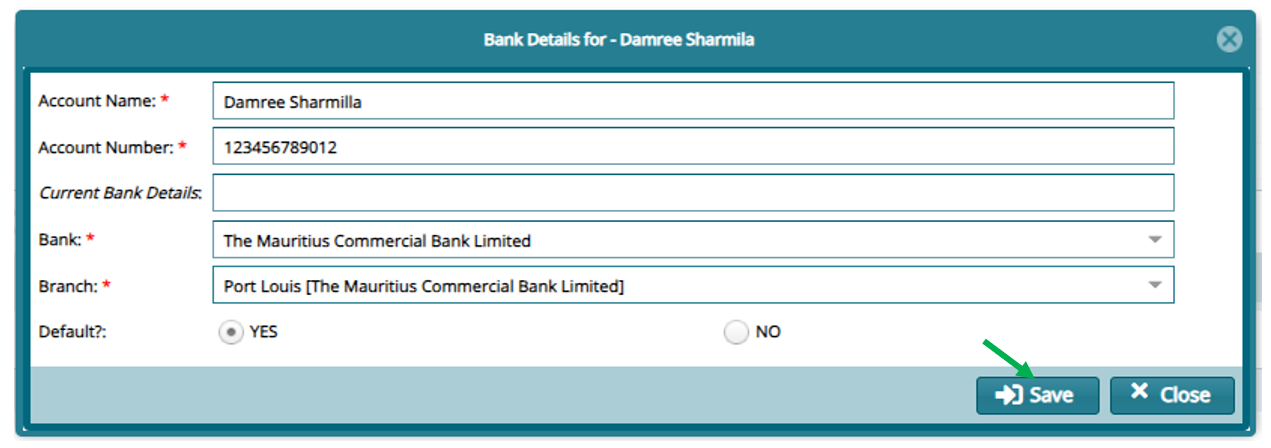 Bank Details for - Damree Sharmila
Account Name: * Damree Sharmilla
Account Number: * 123456789012
Current Bank Details:
Bank: * The Mauritius Commercial Bank Limited
Branch: * Port Louis [The Mauritius Commercial Bank Limited]
Default?: YES NO
Save Close